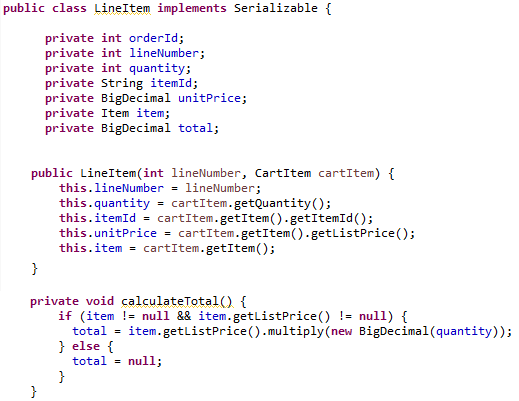 public class LineItem implements Serializable {
private int orderId;
private int lineNumber;
private int quantity;
private String itemId;
private BigDecimal unitPrice;
private Item item;
private BigDecimal total;
public LineItem(int lineNumber, CartItem cartItem) {
this.lineNumber = lineNumber;
this.quantity = cartItem.getQuantity();
this.itemId = cartItem.getItem().getItemId();
this.unitPrice = cartItem.getItem().getListPrice();
this.item = cartItem.getItem();
}
private void calculateTotal() {
if (item != null && item.getListPrice() != null) {
total = item.getListPrice().multiply(new BigDecimal(quantity));
} else {
total = null;
}
}